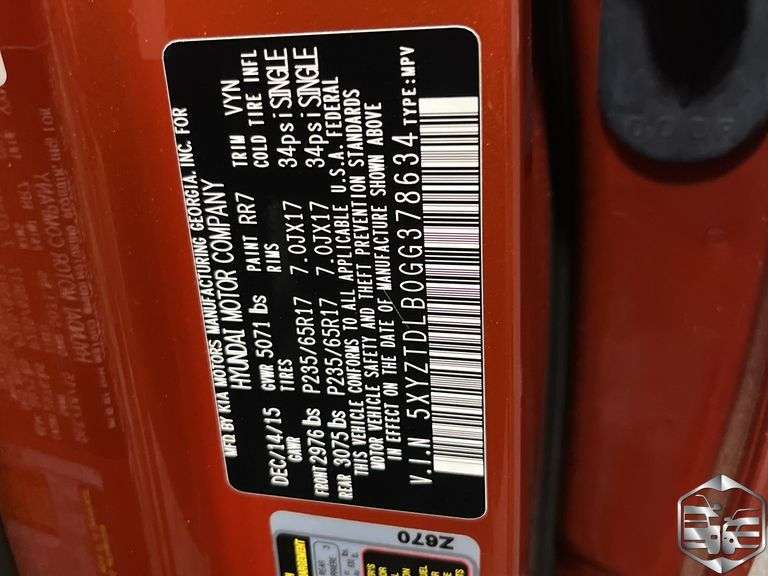 MFD. BY KIA MOTORS MANUFACTURING GEORGIA, INC. FOR
HYUNDAI MOTOR COMPANY
DEC/14/15 GVWR 5071 lbs PAINT RR7 TRIM VYN
GAWR TIRES RIMS COLD TIRE INFL
FRONT 2976 lbs P235/65R17 7.0JX17 34psi SINGLE
REAR 3075 lbs P235/65R17 7.0JX17 34psi SINGLE
THIS VEHICLE CONFORMS TO ALL APPLICABLE U.S.A. FEDERAL
MOTOR VEHICLE SAFETY AND THEFT PREVENTION STANDARDS
IN EFFECT ON THE DATE OF MANUFACTURE SHOWN ABOVE
V.I.N 5XYZTDLB0GG378634 TYPE:MPV
Z670